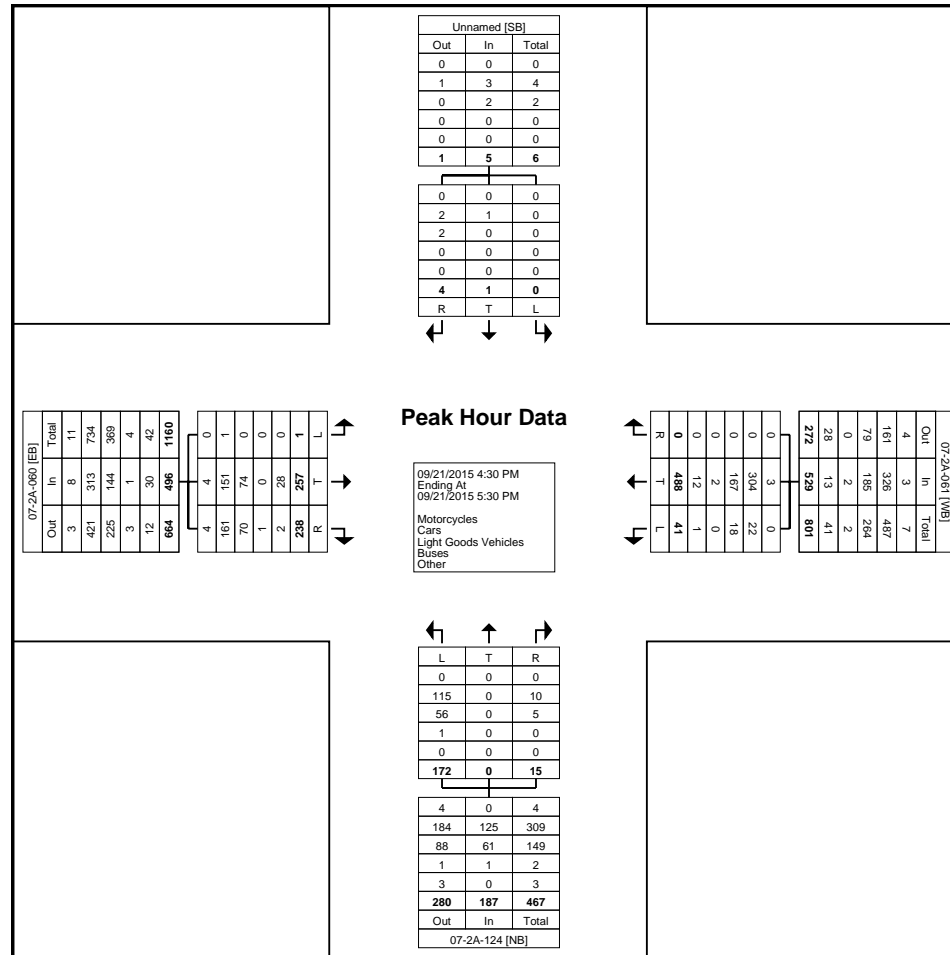 Unnamed [SB]
Out In Total
0 0 0
1 3 4
0 2 2
0 0 0
0 0 0
1 5 6
0 0 0
2 1 0
2 0 0
0 0 0
0 0 0
4 1 0
R T L
07-2A-060 [EB]
Out In Total
3 8 11
421 313 734
225 144 369
3 1 4
12 30 42
664 496 1160
4 4 0
161 151 1
70 74 0
1 0 0
2 28 0
238 257 1
R T L
Peak Hour Data
09/21/2015 4:30 PM
Ending At
09/21/2015 5:30 PM
Motorcycles
Cars
Light Goods Vehicles
Buses
Other
07-2A-061 [WB]
Out In Total
4 3 7
161 326 487
79 185 264
0 2 2
28 13 41
272 529 801
0 3 0
0 304 22
0 167 18
0 2 0
0 12 1
0 488 41
R T L
L T R
0 0 0
115 0 10
56 0 5
1 0 0
0 0 0
172 0 15
4 0 4
184 125 309
88 61 149
1 1 2
3 0 3
280 187 467
Out In Total
07-2A-124 [NB]